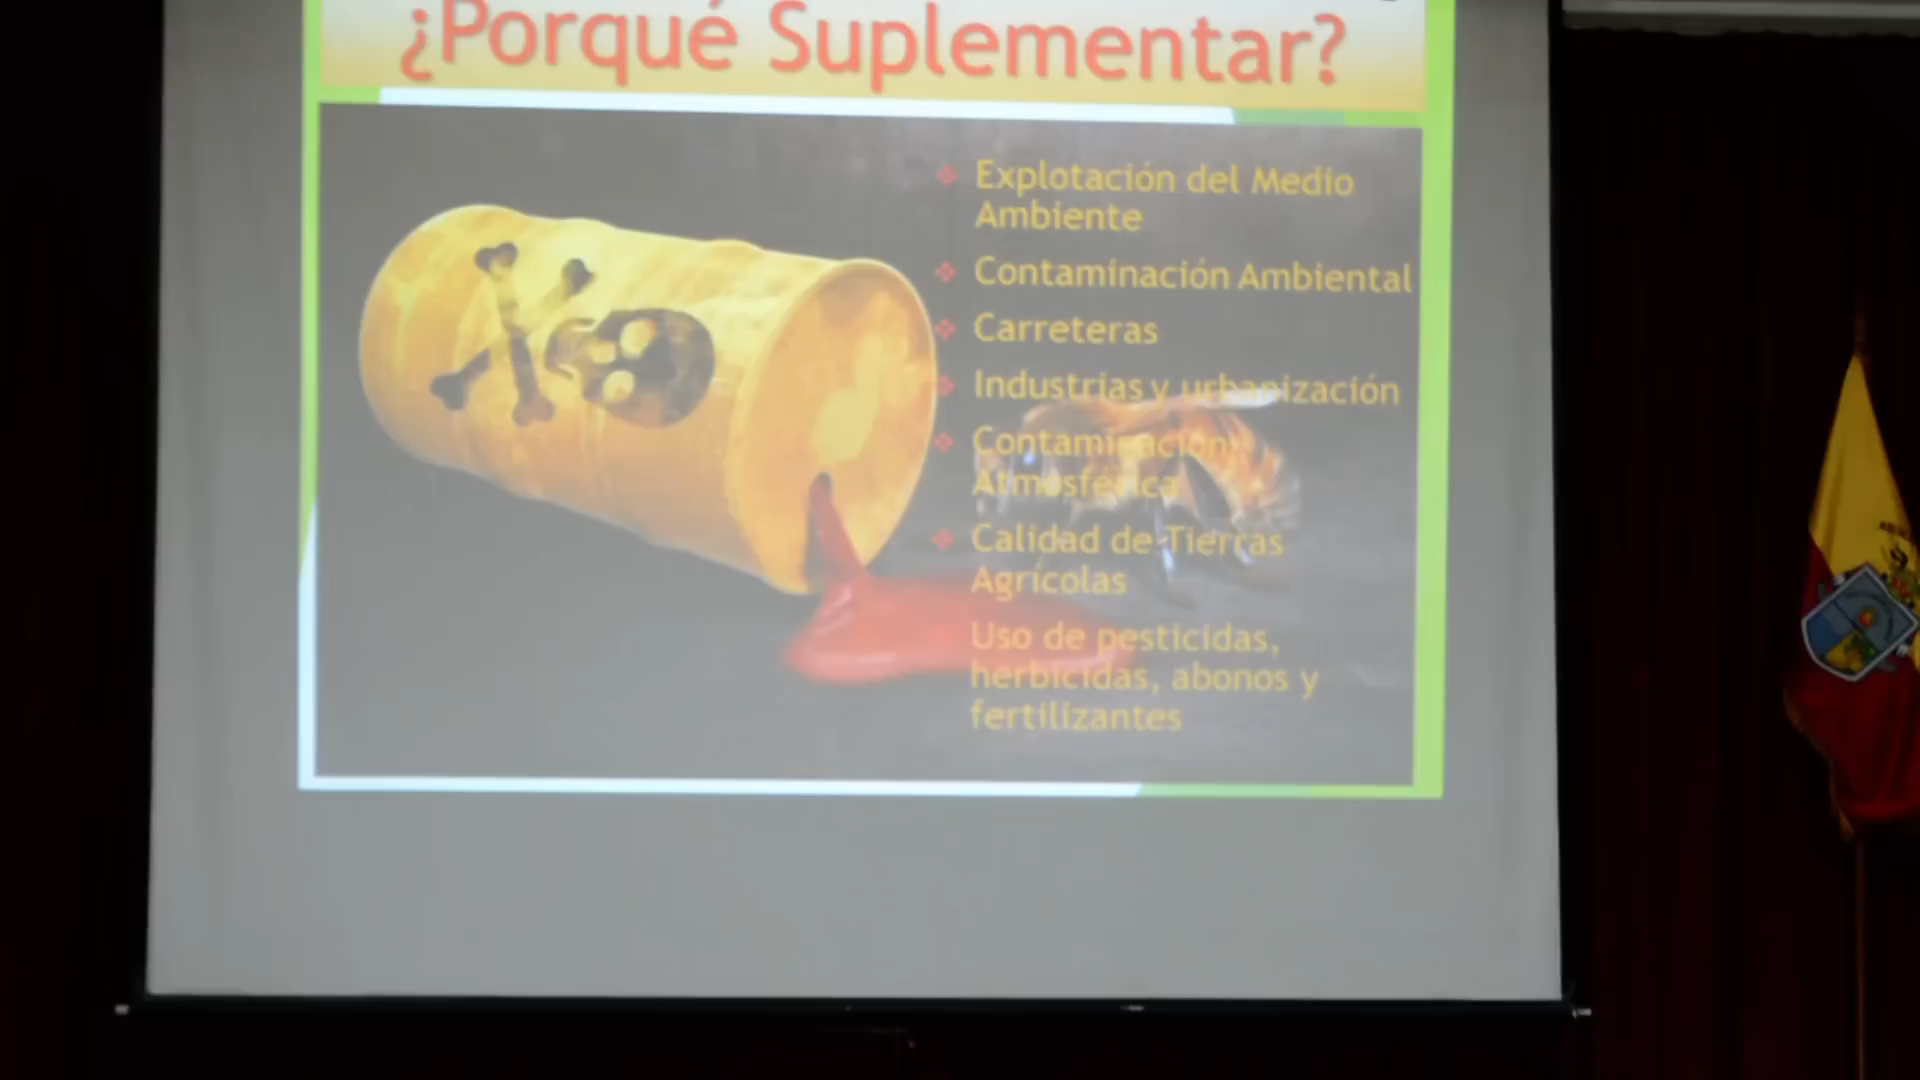 ¿Porqué Suplementar?
Explotación del Medio
Ambiente
Contaminación Ambiental
Carreteras
Industrias y urbanización
Contaminación
Atmosférica
Calidad de Tierras
Agrícolas
Uso de pesticidas,
herbicidas, abonos y
fertilizantes